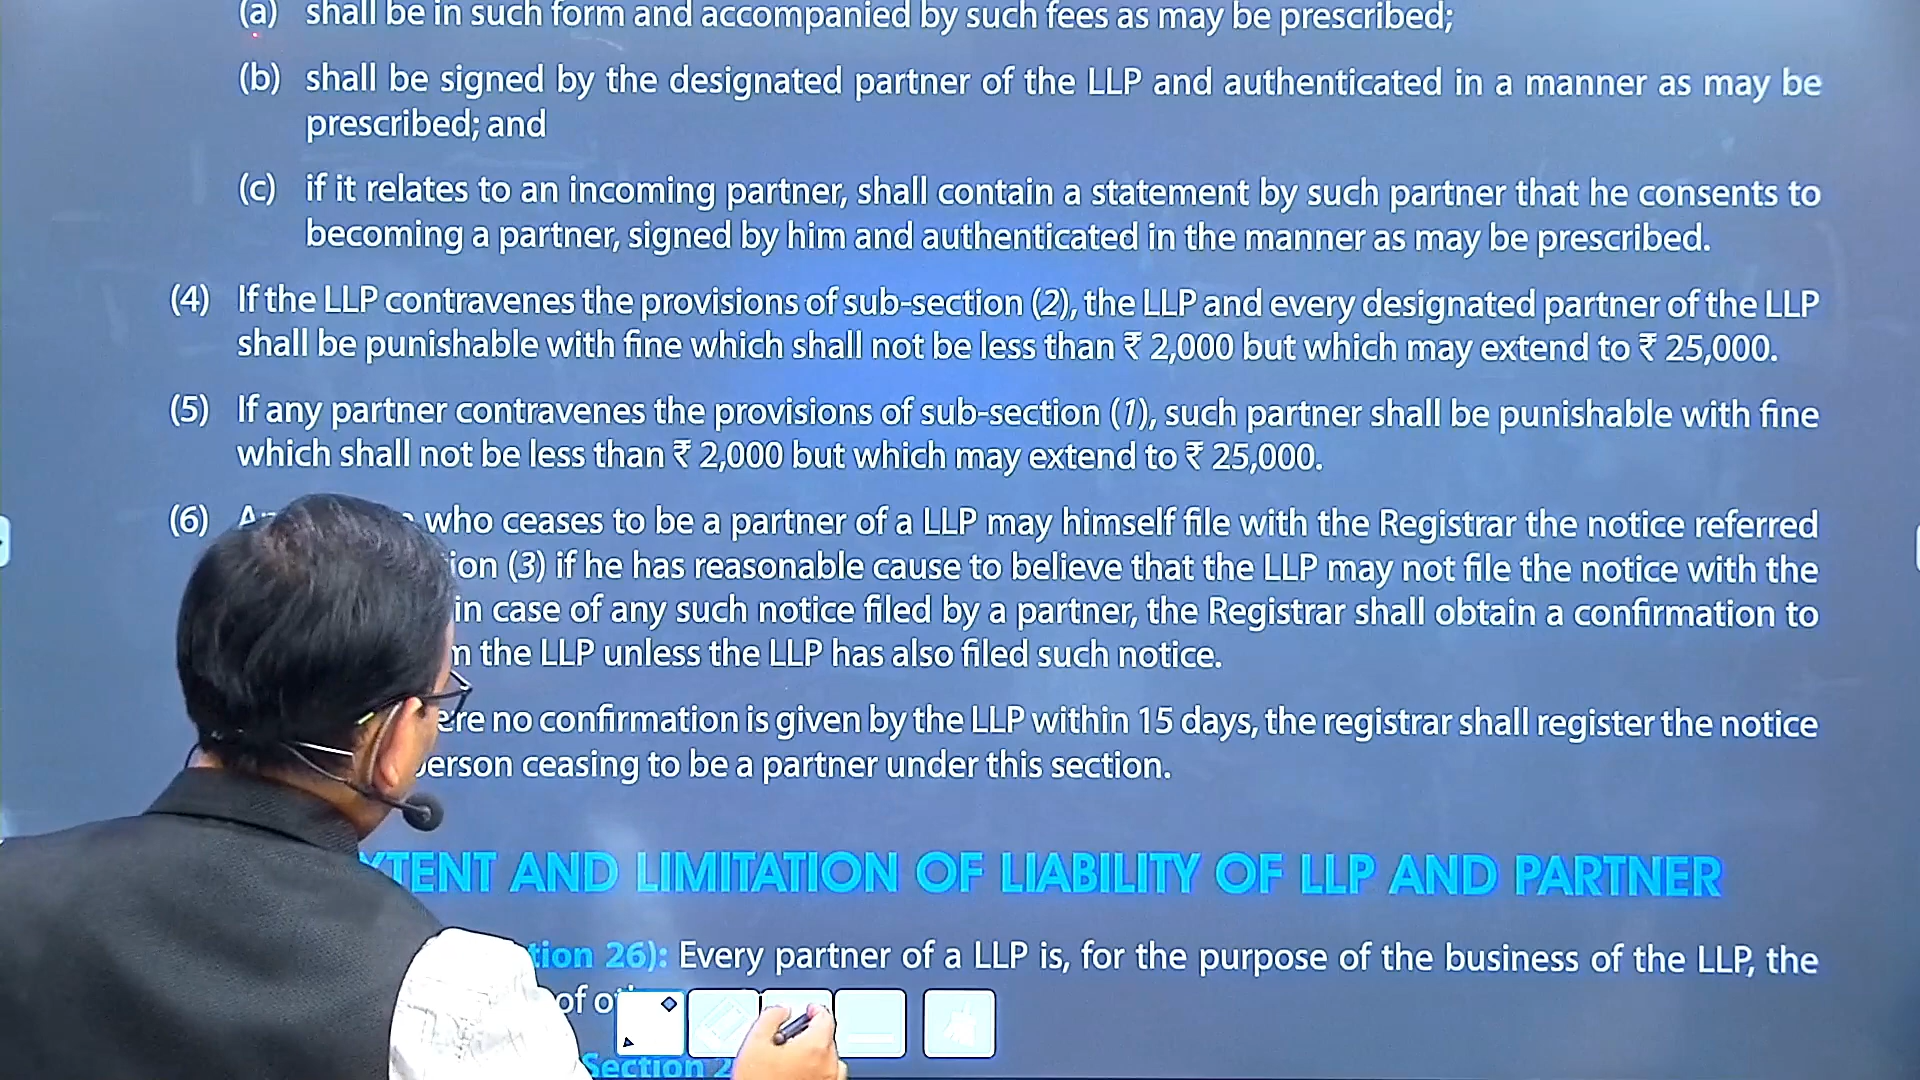 (a) shall be in such form and accompanied by such fees as may be prescribed;
(b) shall be signed by the designated partner of the LLP and authenticated in a manner as may be
prescribed; and
(c) if it relates to an incoming partner, shall contain a statement by such partner that he consents to
becoming a partner, signed by him and authenticated in the manner as may be prescribed.
(4) If the LLP contravenes the provisions of sub-section (2), the LLP and every designated partner of the LLP
shall be punishable with fine which shall not be less than ₹ 2,000 but which may extend to ₹ 25,000.
(5) If any partner contravenes the provisions of sub-section (1), such partner shall be punishable with fine
which shall not be less than ₹ 2,000 but which may extend to ₹ 25,000.
(6) who ceases to be a partner of a LLP may himself file with the Registrar the notice referred
(3) if he has reasonable cause to believe that the LLP may not file the notice with the
in case of any such notice filed by a partner, the Registrar shall obtain a confirmation to
the LLP unless the LLP has also filed such notice.
no confirmation is given by the LLP within 15 days, the registrar shall register the notice
person ceasing to be a partner under this section.
AND LIMITATION OF LIABILITY OF LLP AND PARTNER
26): Every partner of a LLP is, for the purpose of the business of the LLP, the
of
Section